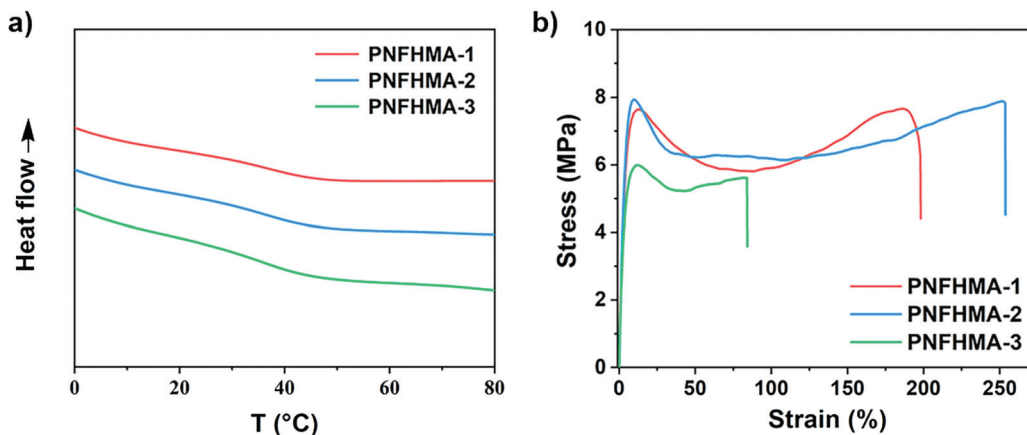 a)
PNFHMA-1
PNFHMA-2
PNFHMA-3
Heat flow →
0
20
40
60
80
T (°C)
b)
10
8
6
4
2
0
Stress (MPa)
PNFHMA-1
PNFHMA-2
PNFHMA-3
0
50
100
150
200
250
Strain (%)